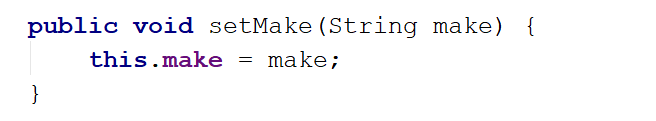 public void setMake(String make) {
    this.make = make;
}